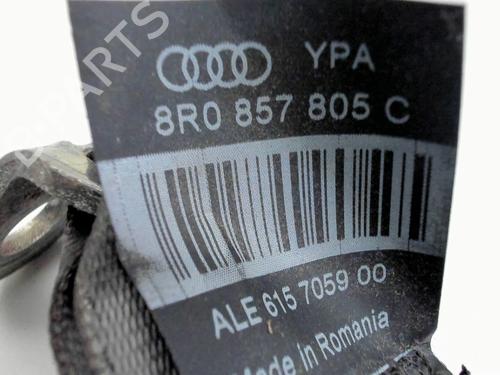 YPA
8R0 857 805 C
ALE 615 7059 00
Made In Romania
B-PARTS